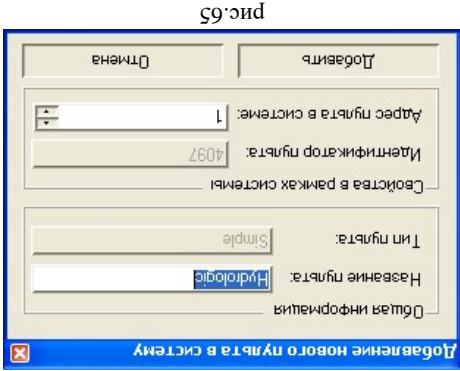 Добавление нового пульта в систему
Общая информация
Название пульта: Hydrologic
Тип пульта: Simple
Свойства в рамках системы
Идентификатор пульта: 4097
Адрес пульта в системе: 1
Добавить Отмена
рис.65